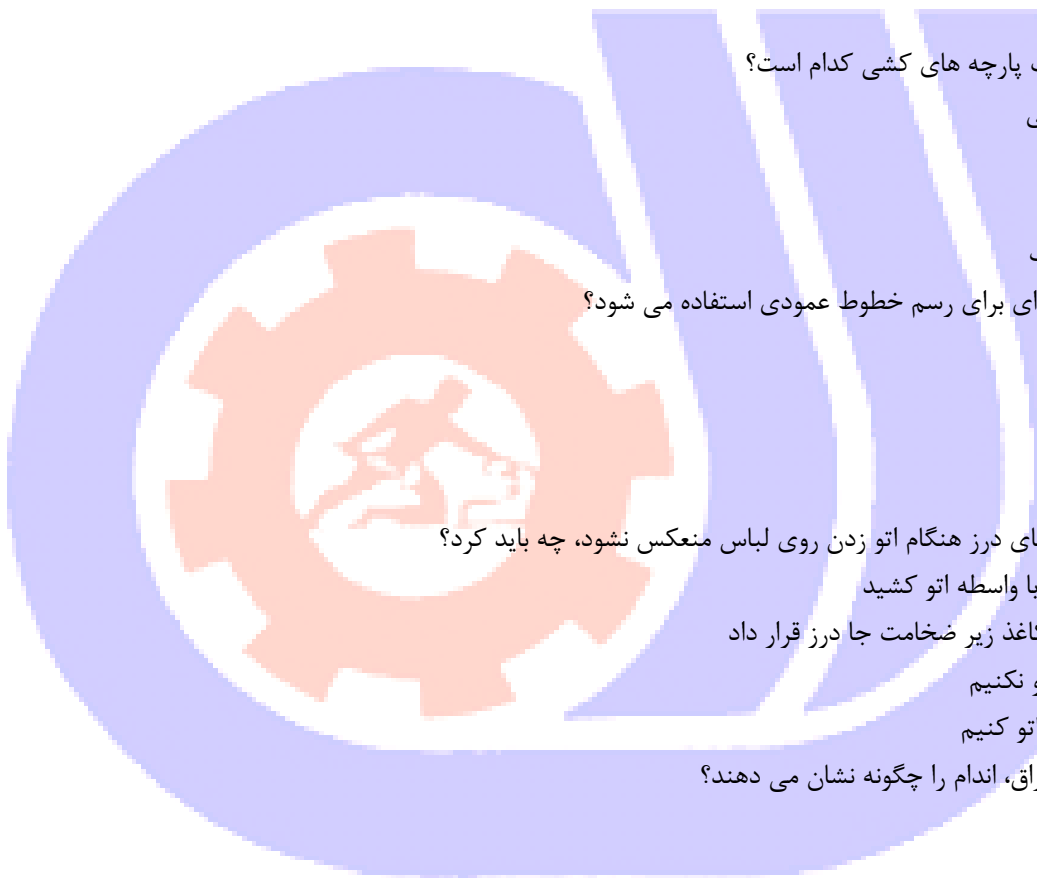 پارچه های کشی کدام است؟
ای برای رسم خطوط عمودی استفاده می شود؟
ای درز هنگام اتو زدن روی لباس منعکس نشود، چه باید کرد؟
با واسطه اتو کشید
کاغذ زیر ضخامت جا درز قرار داد
و نکنیم
اتو کنیم
راق، اندام را چگونه نشان می دهند؟